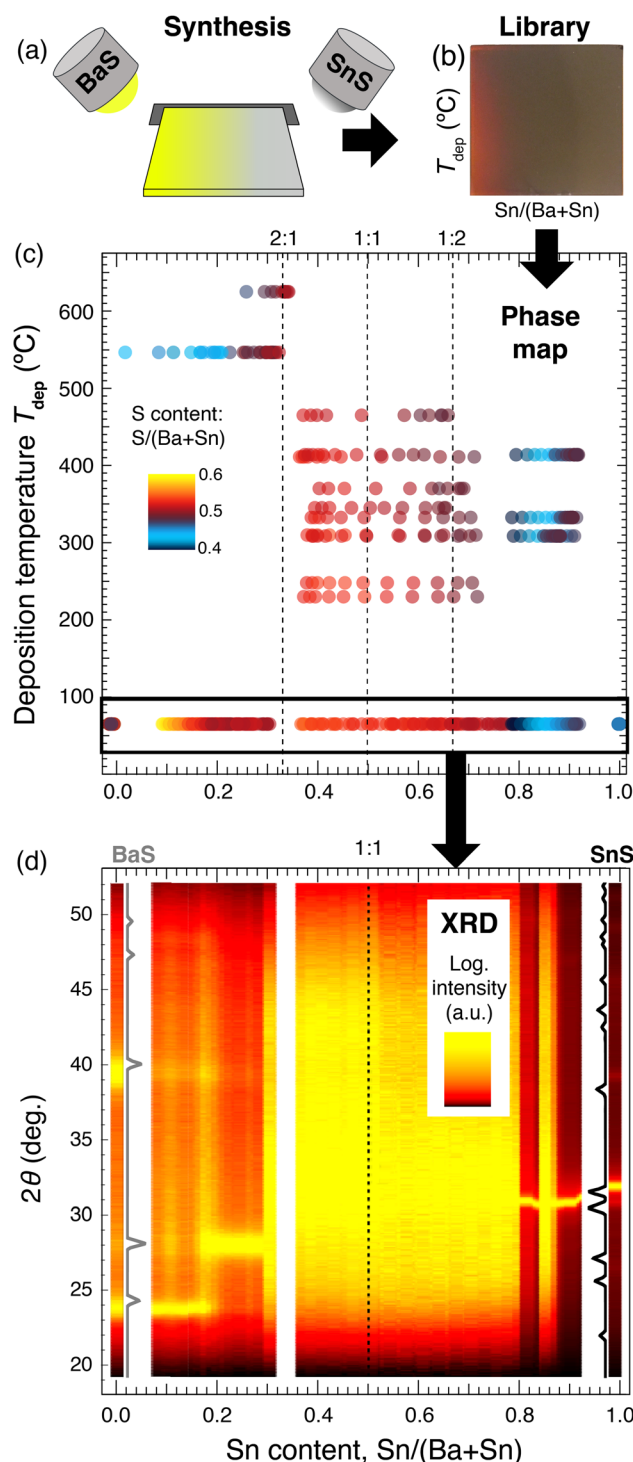 (a)
Synthesis
BaS
SnS
Library
(b)
T_dep (ºC)
Sn/(Ba+Sn)
(c)
2:1
1:1
1:2
Phase
map
Deposition temperature T_dep (ºC)
600
500
400
300
200
100
S content:
S/(Ba+Sn)
0.6
0.5
0.4
0.0
0.2
0.4
0.6
0.8
1.0
(d)
BaS
1:1
SnS
XRD
Log.
intensity
(a.u.)
2θ (deg.)
50
45
40
35
30
25
20
0.0
0.2
0.4
0.6
0.8
1.0
Sn content, Sn/(Ba+Sn)